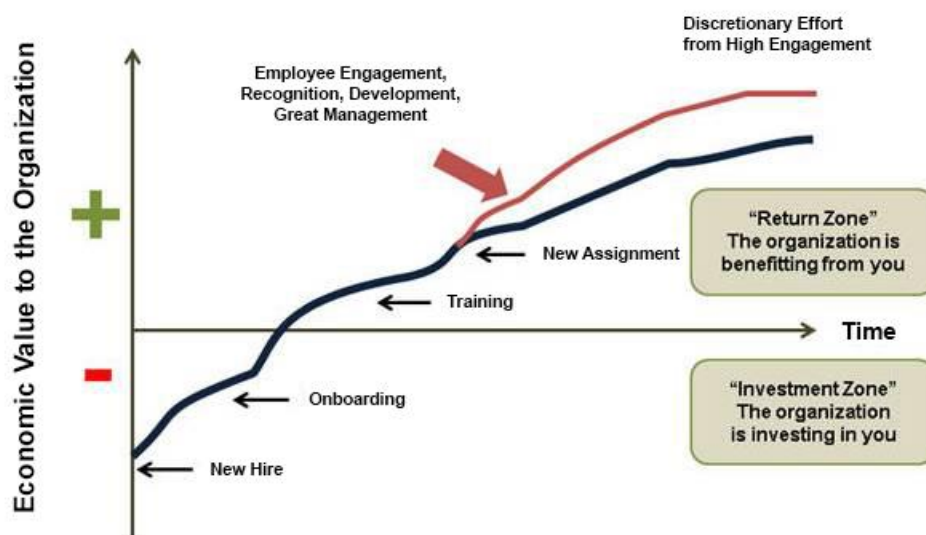 Economic Value to the Organization
Discretionary Effort
from High Engagement
Employee Engagement,
Recognition, Development,
Great Management
+
"Return Zone"
The organization is
benefitting from you
New Assignment
Training
Time
-
"Investment Zone"
The organization
is investing in you
Onboarding
New Hire